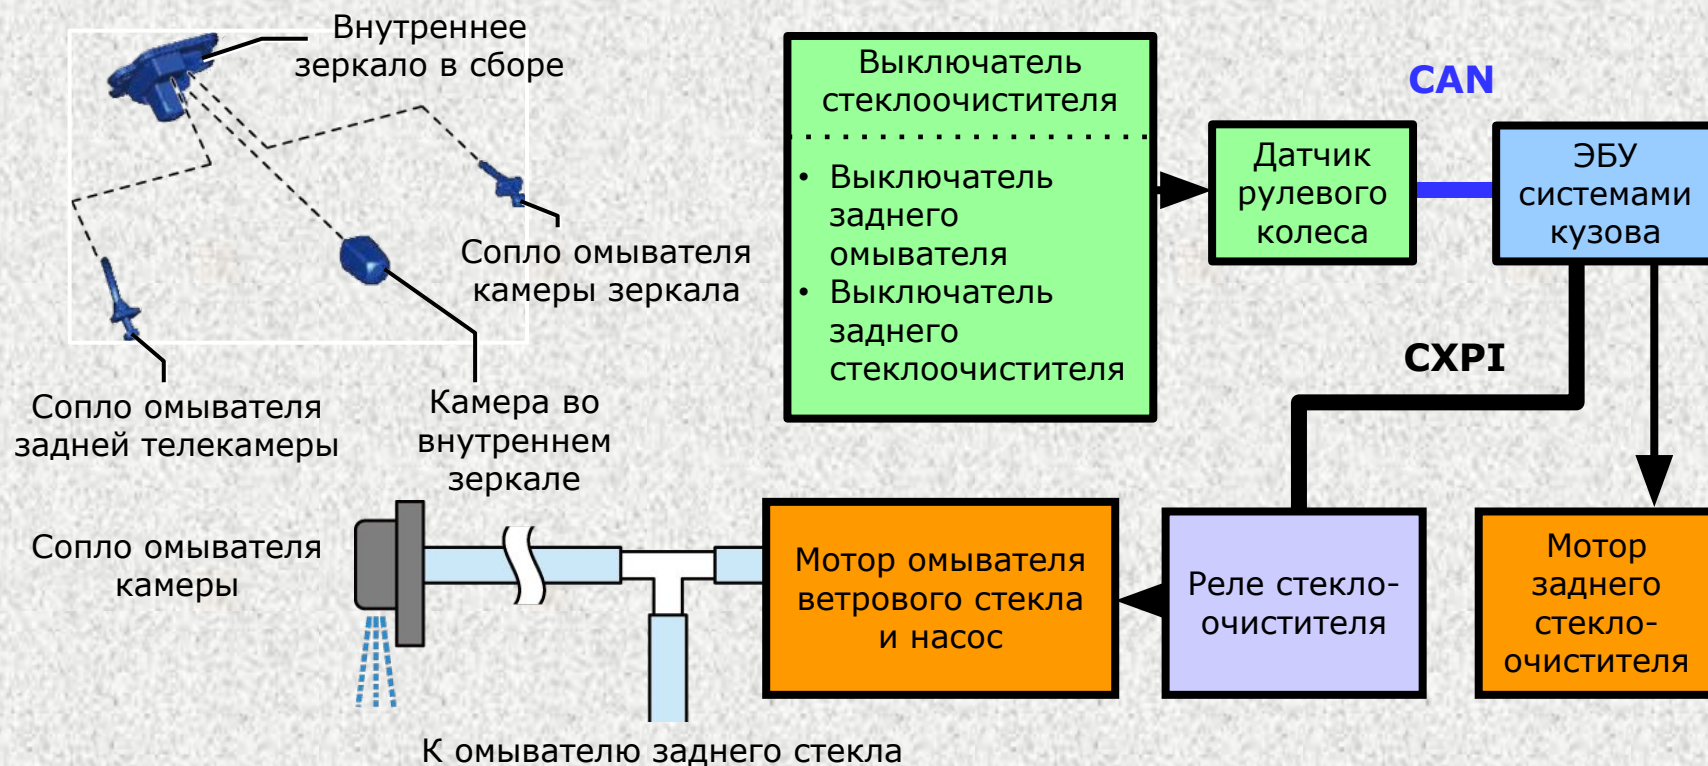 Внутреннее
зеркало в сборе
Сопло омывателя
камеры зеркала
Сопло омывателя
задней телекамеры
Камера во
внутреннем
зеркале
Выключатель
стеклоочистителя
• Выключатель
заднего
омывателя
• Выключатель
заднего
стеклоочистителя
Датчик
рулевого
колеса
CAN
ЭБУ
системами
кузова
CXPI
Сопло омывателя
камеры
Мотор омывателя
ветрового стекла
и насос
Реле стекло-
очистителя
Мотор
заднего
стекло-
очистителя
К омывателю заднего стекла